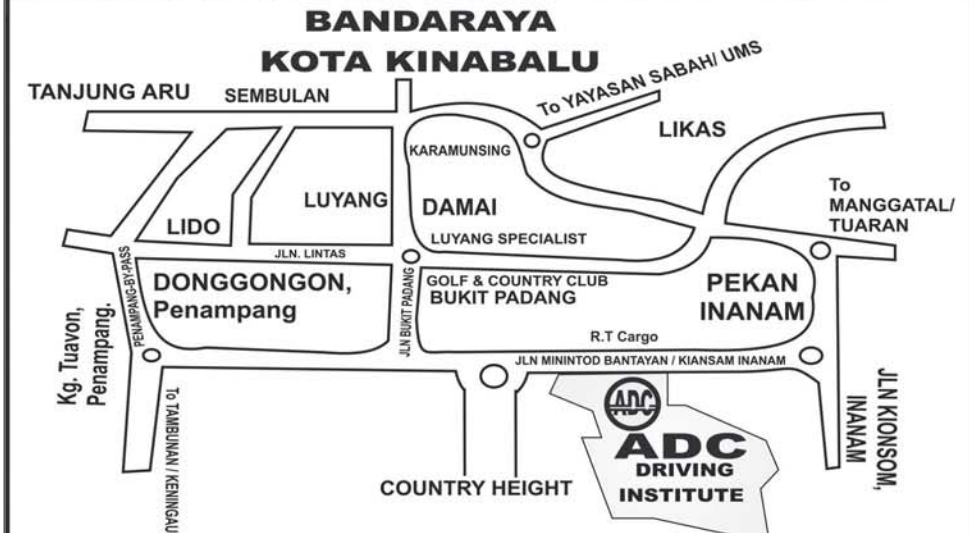 BANDARAYA
KOTA KINABALU
TANJUNG ARU
SEMBULAN
To YAYASAN SABAH/ UMS
LIKAS
KARAMUNSING
To
MANGGATAL/
TUARAN
LUYANG
DAMAI
LIDO
LUYANG SPECIALIST
JLN. LINTAS
PENAMPANG-BY-PASS
DONGGONGON,
Penampang
JLN BUKIT PADANG
GOLF & COUNTRY CLUB
BUKIT PADANG
PEKAN
INANAM
R.T Cargo
JLN MININTOD BANTAYAN / KIANSAM INANAM
Kg. Tuavon,
Penampang.
To TAMBUNAN / KENINGAU
JLN KIONSOM,
INANAM
ADC
ADC
DRIVING
INSTITUTE
COUNTRY HEIGHT